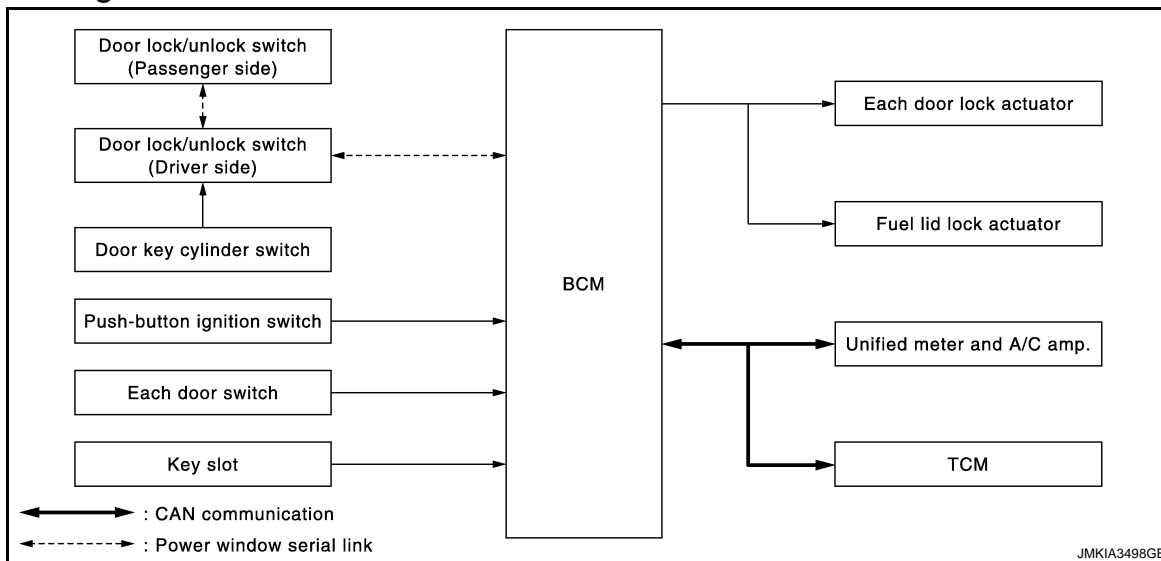 Door lock/unlock switch
(Passenger side)
Door lock/unlock switch
(Driver side)
Door key cylinder switch
Push-button ignition switch
Each door switch
Key slot
BCM
Each door lock actuator
Fuel lid lock actuator
Unified meter and A/C amp.
TCM
: CAN communication
: Power window serial link